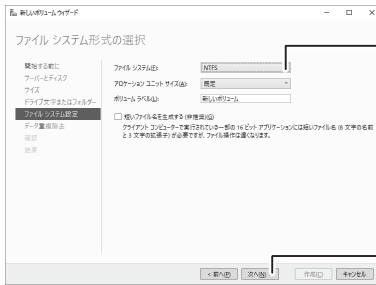 新しいボリューム ウィザード
ファイル システム形式の選択
開始する前に
サーバーとディスク
サイズ
ドライブ文字またはフォルダー
ファイル システム設定
データ重複除去
確認
結果
ファイル システム(E): NTFS
アロケーション ユニット サイズ(A): 既定
ボリューム ラベル(L): 新しいボリューム
短いファイル名を生成する (非推奨)(G)
クライアント コンピューターで実行されている一部の 16 ビット アプリケーションには短いファイル名 (8 文字の名前
と 3 文字の拡張子) が必要ですが、ファイル操作は遅くなります。
< 前へ(P) 次へ(N) > 作成(C) キャンセル